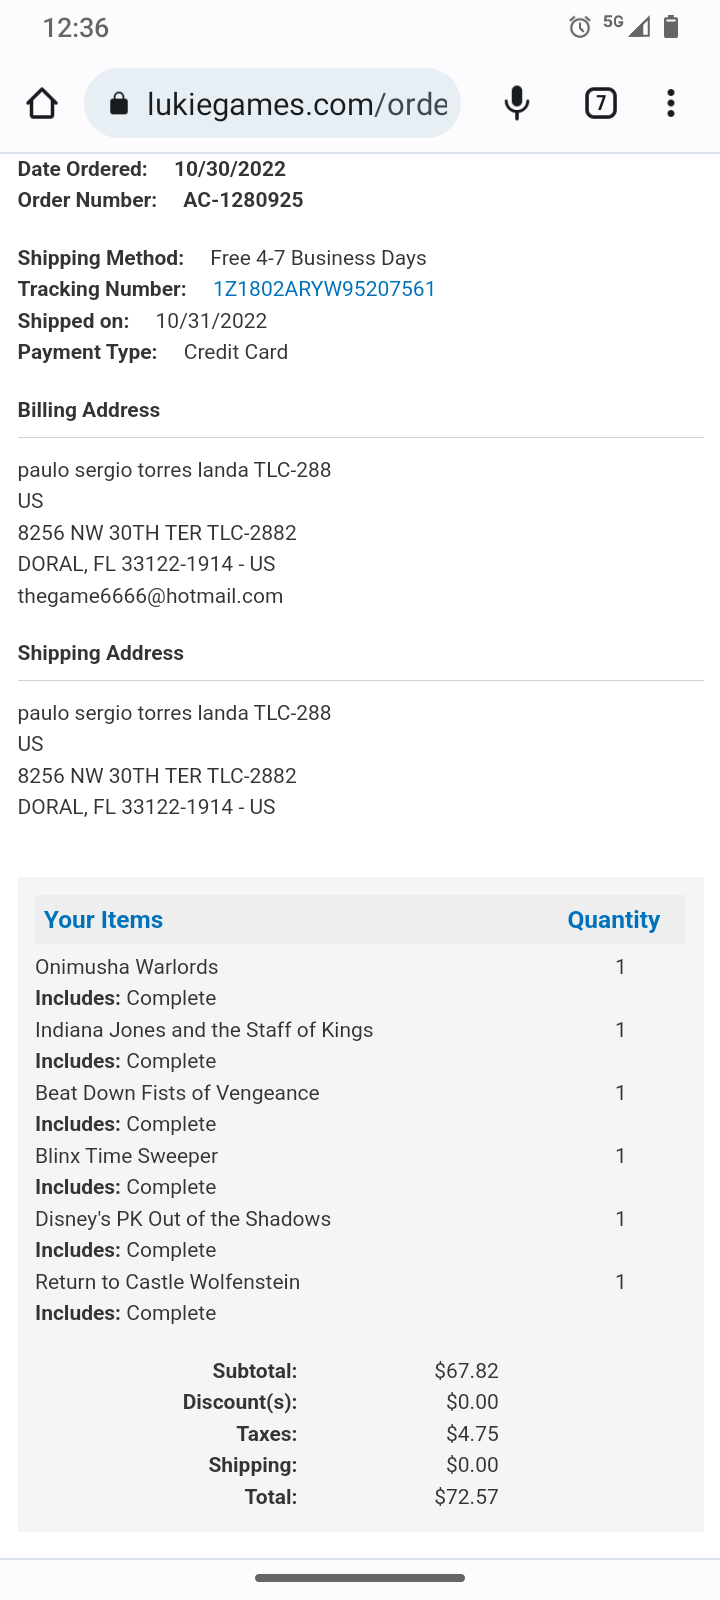 12:36
5G
lukiegames.com/orde
7
Date Ordered: 10/30/2022
Order Number: AC-1280925
Shipping Method: Free 4-7 Business Days
Tracking Number: 1Z1802ARYW95207561
Shipped on: 10/31/2022
Payment Type: Credit Card
Billing Address
paulo sergio torres landa TLC-288
US
8256 NW 30TH TER TLC-2882
DORAL, FL 33122-1914 - US
thegame6666@hotmail.com
Shipping Address
paulo sergio torres landa TLC-288
US
8256 NW 30TH TER TLC-2882
DORAL, FL 33122-1914 - US
Your Items Quantity
Onimusha Warlords 1
Includes: Complete
Indiana Jones and the Staff of Kings 1
Includes: Complete
Beat Down Fists of Vengeance 1
Includes: Complete
Blinx Time Sweeper 1
Includes: Complete
Disney's PK Out of the Shadows 1
Includes: Complete
Return to Castle Wolfenstein 1
Includes: Complete
Subtotal: $67.82
Discount(s): $0.00
Taxes: $4.75
Shipping: $0.00
Total: $72.57